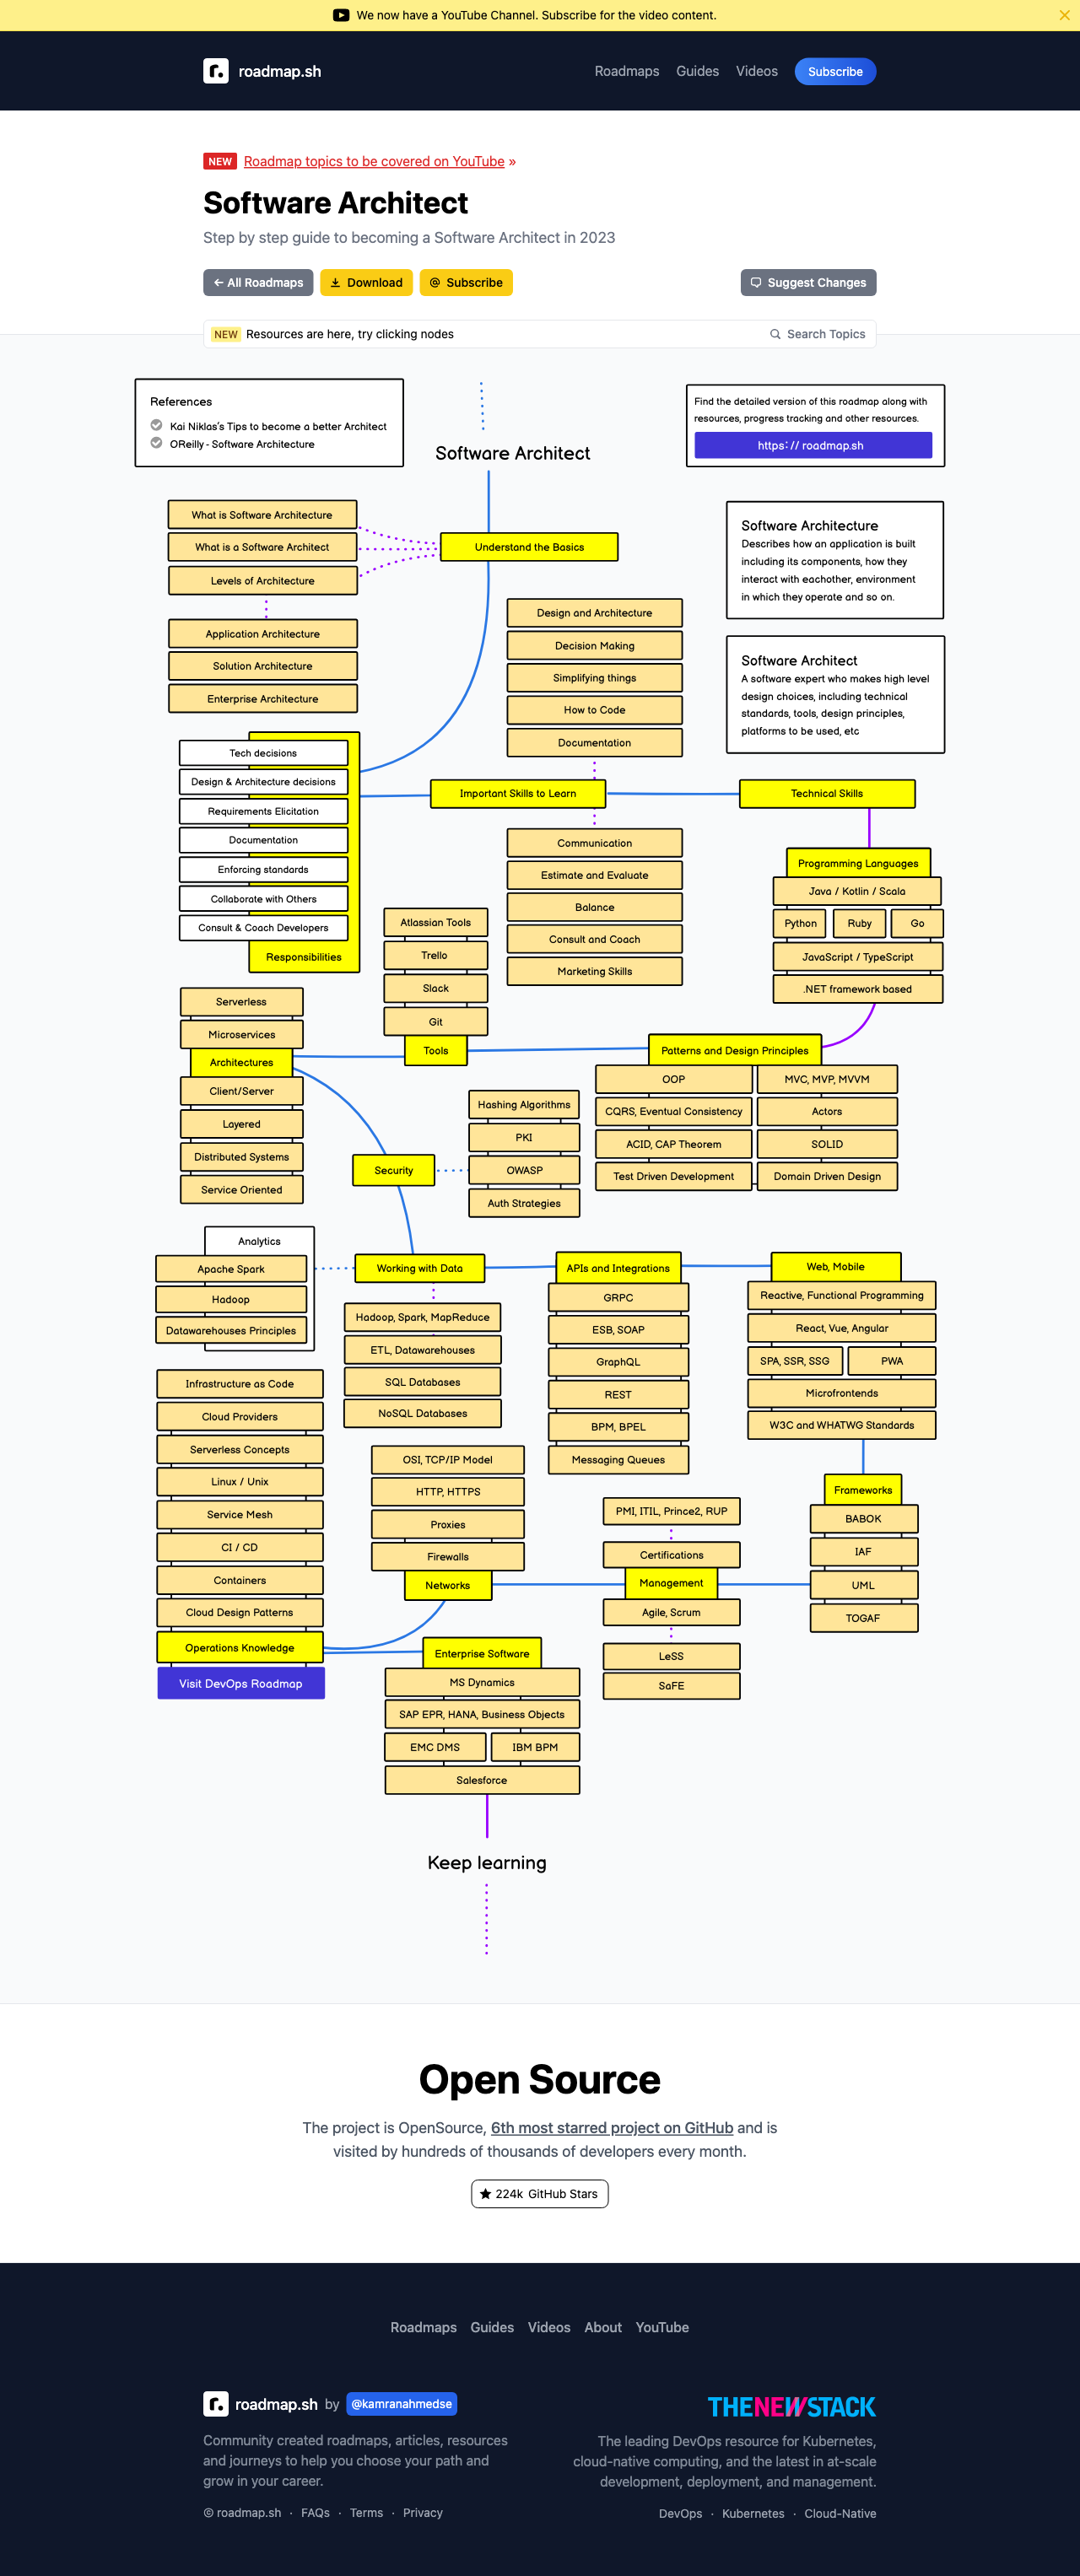 We now have a YouTube Channel. Subscribe for the video content.
roadmap.sh
Roadmaps Guides Videos Subscribe
NEW Roadmap topics to be covered on YouTube »
Software Architect
Step by step guide to becoming a Software Architect in 2023
← All Roadmaps Download Subscribe Suggest Changes
NEW Resources are here, try clicking nodes Search Topics
References
Kai Niklas's Tips to become a better Architect
OReilly - Software Architecture
Software Architect
Find the detailed version of this roadmap along with
resources, progress tracking and other resources.
https://roadmap.sh
What is Software Architecture
What is a Software Architect
Levels of Architecture
Understand the Basics
Software Architecture
Describes how an application is built
including its components, how they
interact with eachother, environment
in which they operate and so on.
Application Architecture
Solution Architecture
Enterprise Architecture
Design and Architecture
Decision Making
Simplifying things
How to Code
Documentation
Software Architect
A software expert who makes high level
design choices, including technical
standards, tools, design principles,
platforms to be used, etc
Tech decisions
Design & Architecture decisions
Requirements Elicitation
Documentation
Enforcing standards
Collaborate with Others
Consult & Coach Developers
Responsibilities
Important Skills to Learn
Technical Skills
Communication
Estimate and Evaluate
Balance
Consult and Coach
Marketing Skills
Programming Languages
Java / Kotlin / Scala
Python Ruby Go
JavaScript / TypeScript
.NET framework based
Atlassian Tools
Trello
Slack
Git
Tools
Serverless
Microservices
Architectures
Client/Server
Layered
Distributed Systems
Service Oriented
Patterns and Design Principles
OOP MVC, MVP, MVVM
CQRS, Eventual Consistency Actors
ACID, CAP Theorem SOLID
Test Driven Development Domain Driven Design
Hashing Algorithms
PKI
OWASP
Auth Strategies
Security
Analytics
Apache Spark
Hadoop
Datawarehouses Principles
Working with Data
Hadoop, Spark, MapReduce
ETL, Datawarehouses
SQL Databases
NoSQL Databases
APIs and Integrations
GRPC
ESB, SOAP
GraphQL
REST
BPM, BPEL
Messaging Queues
Web, Mobile
Reactive, Functional Programming
React, Vue, Angular
SPA, SSR, SSG PWA
Microfrontends
W3C and WHATWG Standards
Infrastructure as Code
Cloud Providers
Serverless Concepts
Linux / Unix
Service Mesh
CI / CD
Containers
Cloud Design Patterns
Operations Knowledge
Visit DevOps Roadmap
OSI, TCP/IP Model
HTTP, HTTPS
Proxies
Firewalls
Networks
PMI, ITIL, Prince2, RUP
Certifications
Management
Agile, Scrum
LeSS
SaFE
Frameworks
BABOK
IAF
UML
TOGAF
Enterprise Software
MS Dynamics
SAP EPR, HANA, Business Objects
EMC DMS IBM BPM
Salesforce
Keep learning
Open Source
The project is OpenSource, 6th most starred project on GitHub and is
visited by hundreds of thousands of developers every month.
224k GitHub Stars
Roadmaps Guides Videos About YouTube
roadmap.sh by @kamranahmedse
Community created roadmaps, articles, resources
and journeys to help you choose your path and
grow in your career.
© roadmap.sh · FAQs · Terms · Privacy
THENEWSTACK
The leading DevOps resource for Kubernetes,
cloud-native computing, and the latest in at-scale
development, deployment, and management.
DevOps · Kubernetes · Cloud-Native